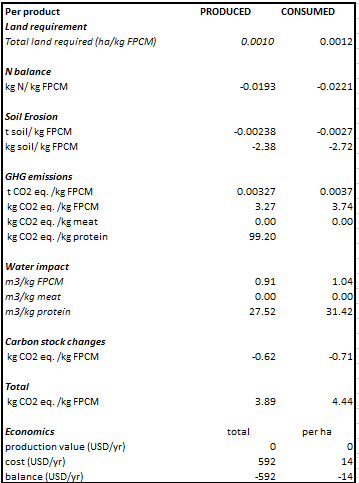 Per product PRODUCED CONSUMED
Land requirement
Total land required (ha/kg FPCM) 0.0010 0.0012
N balance
kg N/ kg FPCM -0.0193 -0.0221
Soil Erosion
t soil/ kg FPCM -0.00238 -0.0027
kg soil/ kg FPCM -2.38 -2.72
GHG emissions
t CO2 eq. /kg FPCM 0.00327 0.0037
kg CO2 eq. /kg FPCM 3.27 3.74
kg CO2 eq. /kg meat 0.00 0.00
kg CO2 eq. /kg protein 99.20
Water impact
m3/kg FPCM 0.91 1.04
m3/kg meat 0.00 0.00
m3/kg protein 27.52 31.42
Carbon stock changes
kg CO2 eq. /kg FPCM -0.62 -0.71
Total
kg CO2 eq. /kg FPCM 3.89 4.44
Economics total per ha
production value (USD/yr) 0 0
cost (USD/yr) 592 14
balance (USD/yr) -592 -14